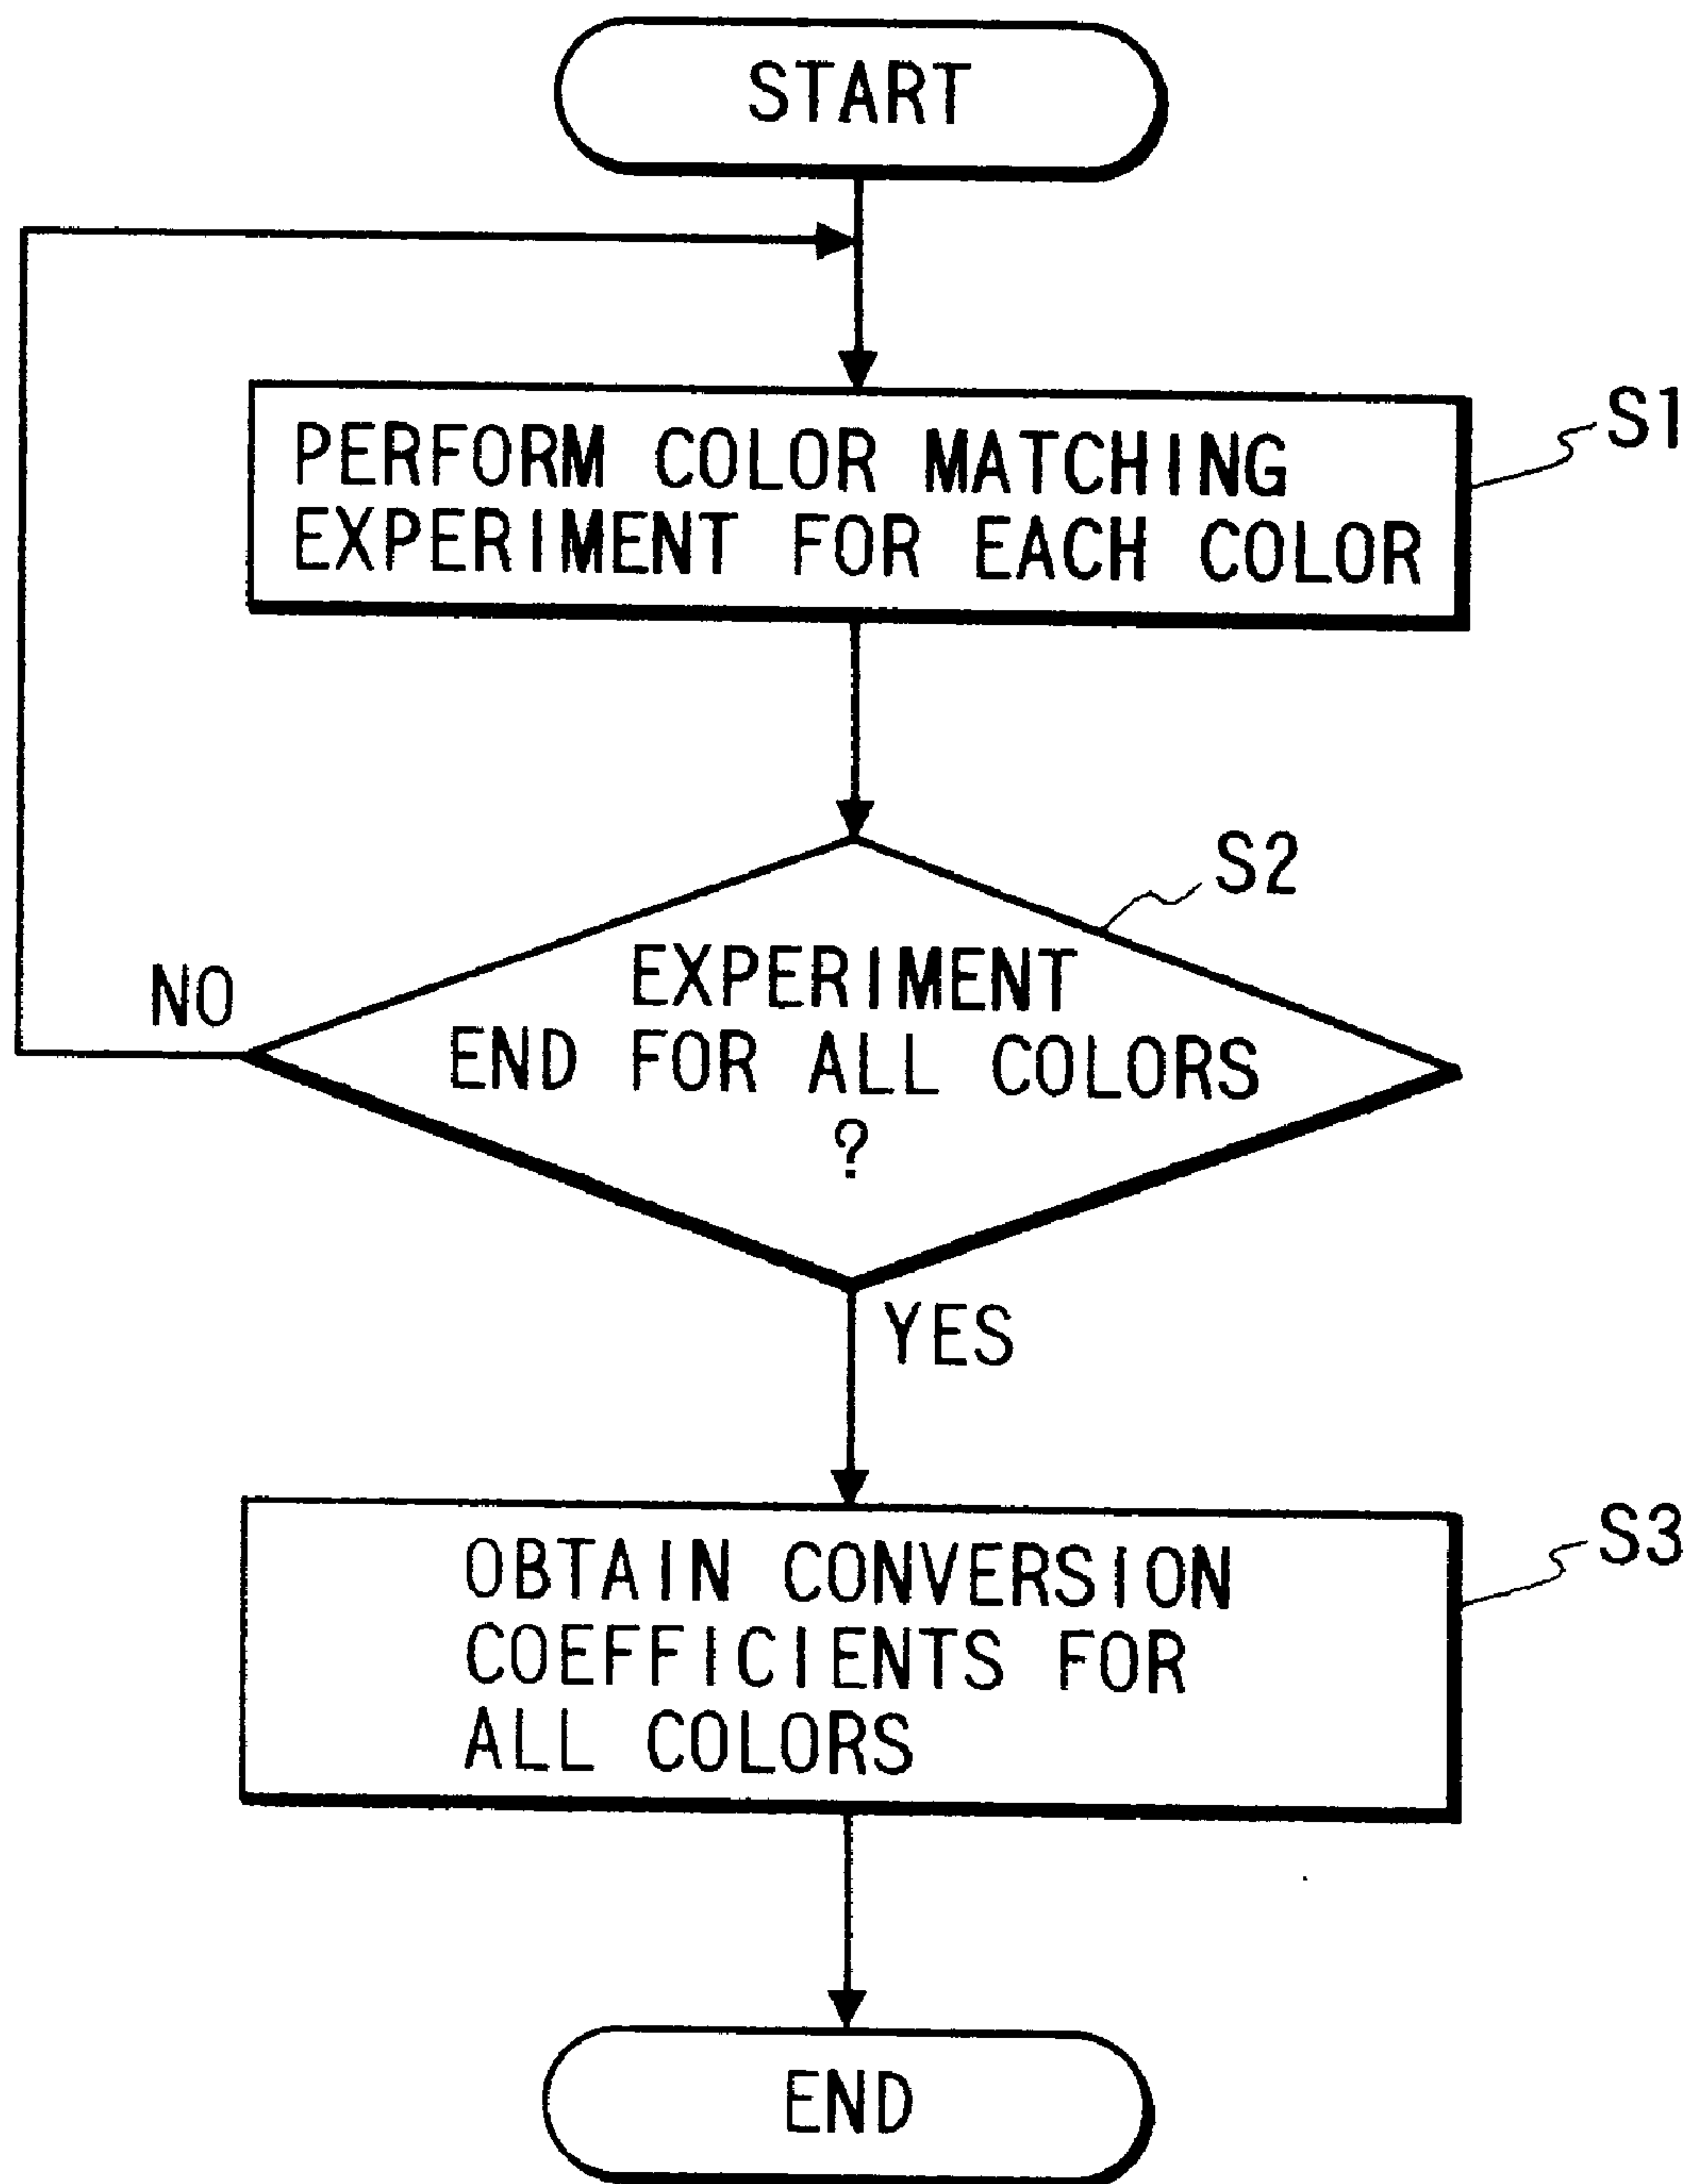 START
PERFORM COLOR MATCHING
EXPERIMENT FOR EACH COLOR
S1
S2
EXPERIMENT
END FOR ALL COLORS
?
NO
YES
OBTAIN CONVERSION
COEFFICIENTS FOR
ALL COLORS
S3
END